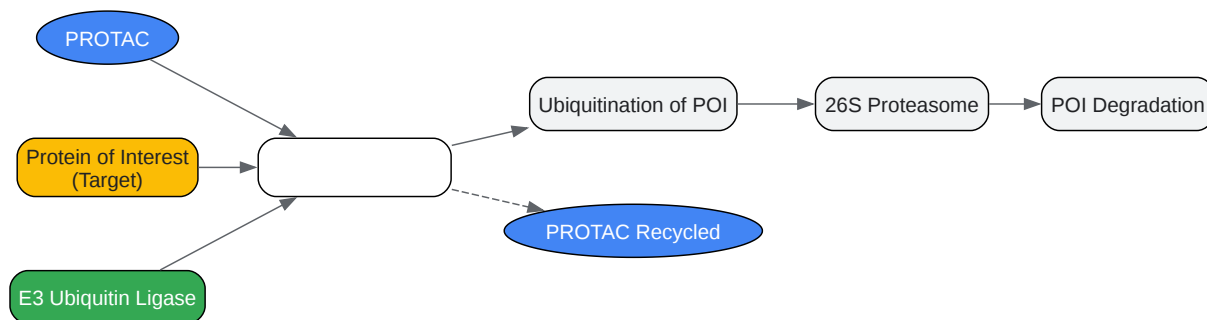 PROTAC
Protein of Interest
(Target)
E3 Ubiquitin Ligase
Ubiquitination of POI
26S Proteasome
POI Degradation
PROTAC Recycled